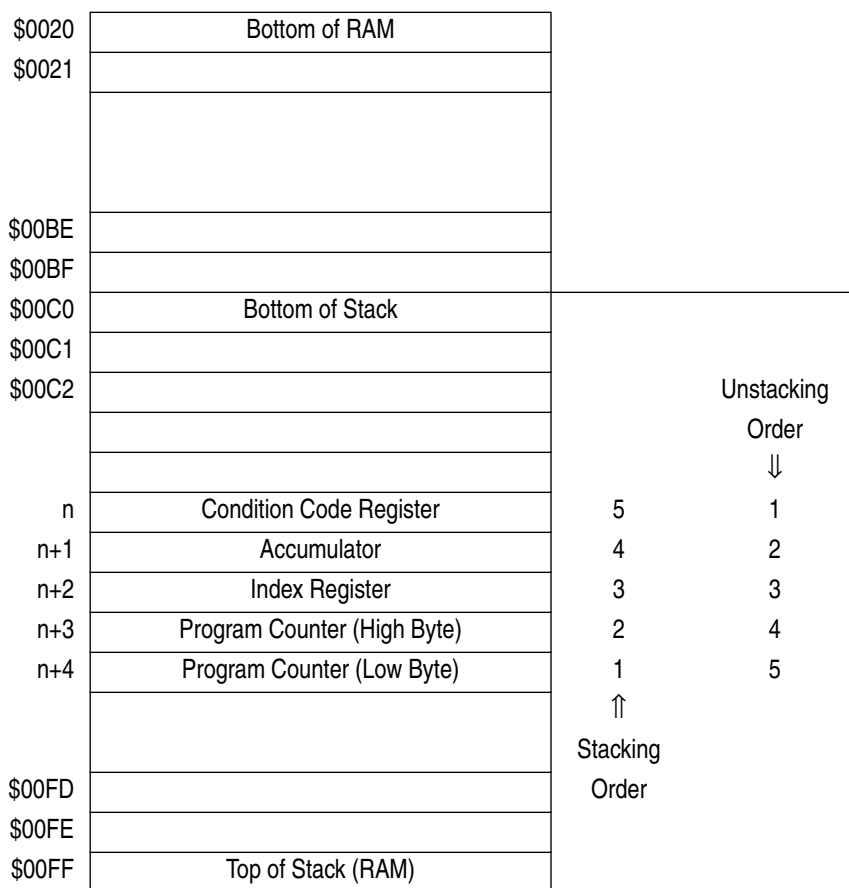 $0020 Bottom of RAM
$0021
$00BE
$00BF
$00C0 Bottom of Stack
$00C1
$00C2 Unstacking
Order
⇓
n Condition Code Register 5 1
n+1 Accumulator 4 2
n+2 Index Register 3 3
n+3 Program Counter (High Byte) 2 4
n+4 Program Counter (Low Byte) 1 5
⇑
Stacking
$00FD Order
$00FE
$00FF Top of Stack (RAM)